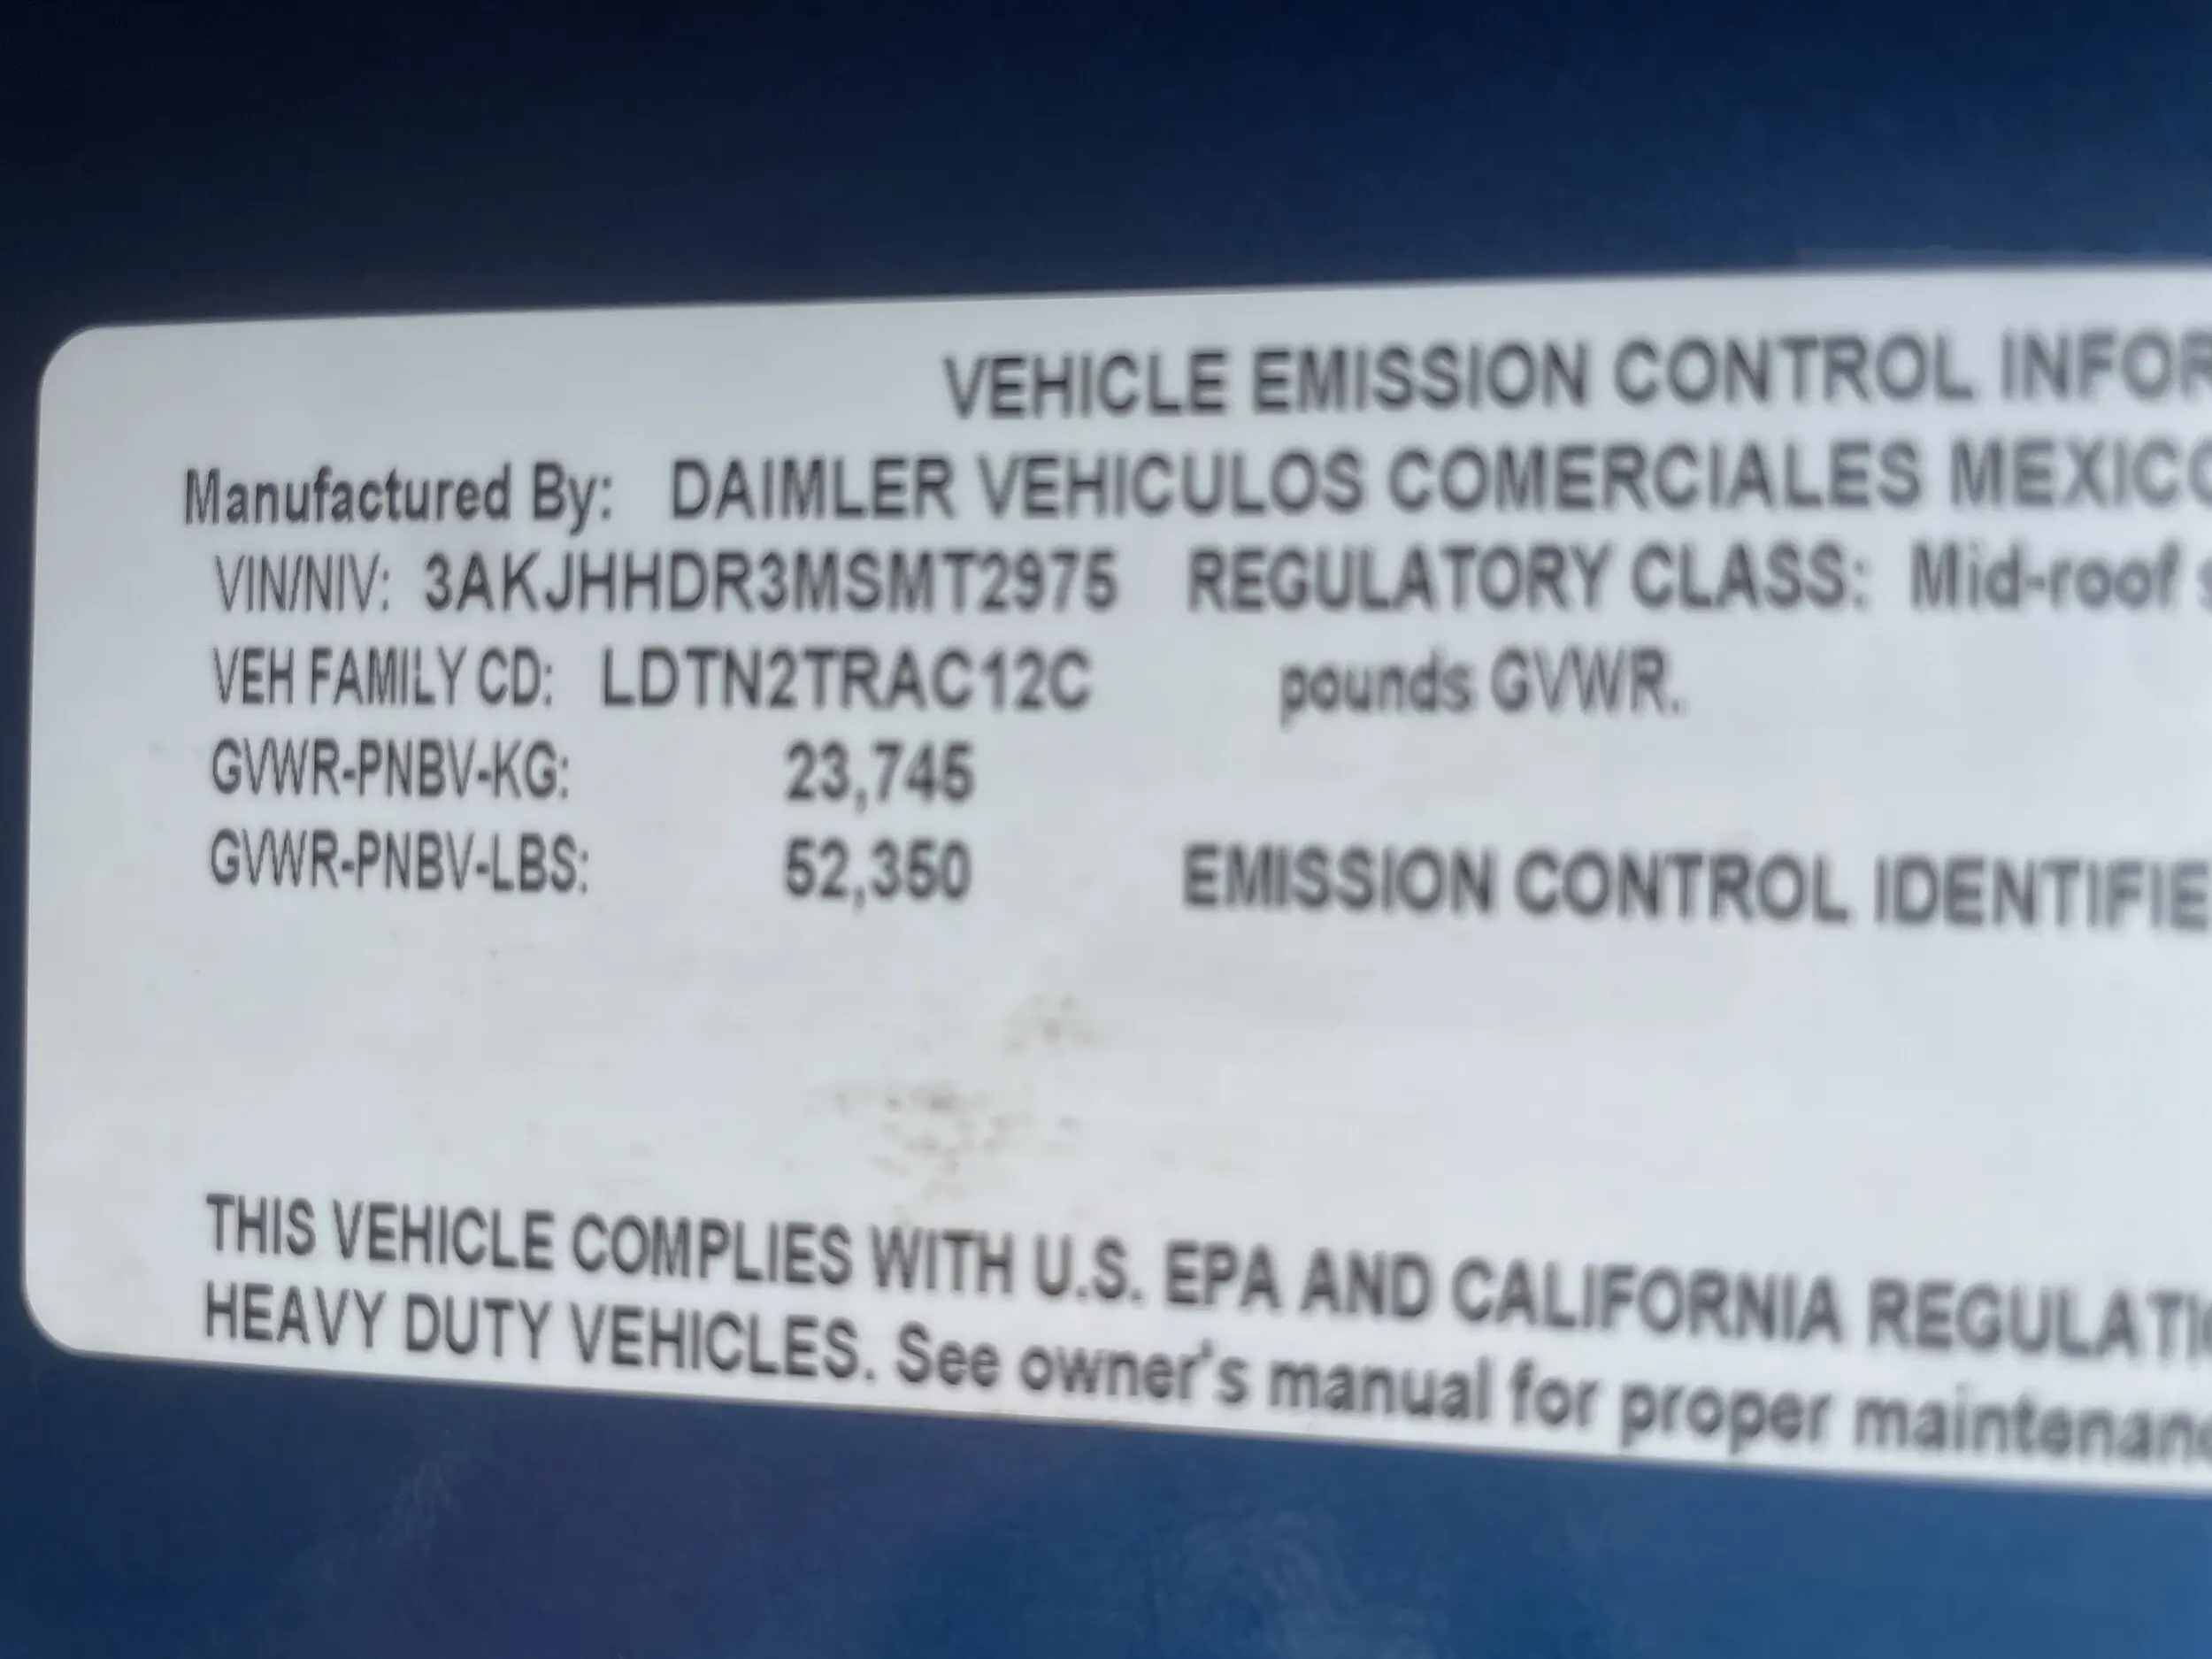 VEHICLE EMISSION CONTROL INFOR
Manufactured By: DAIMLER VEHICULOS COMERCIALES MEXICO
VIN/NIV: 3AKJHHDR3MSMT2975 REGULATORY CLASS: Mid-roof s
VEH FAMILY CD: LDTN2TRAC12C pounds GVWR.
GVWR-PNBV-KG: 23,745
GVWR-PNBV-LBS: 52,350 EMISSION CONTROL IDENTIFIE
THIS VEHICLE COMPLIES WITH U.S. EPA AND CALIFORNIA REGULATI
HEAVY DUTY VEHICLES. See owner's manual for proper maintenanc